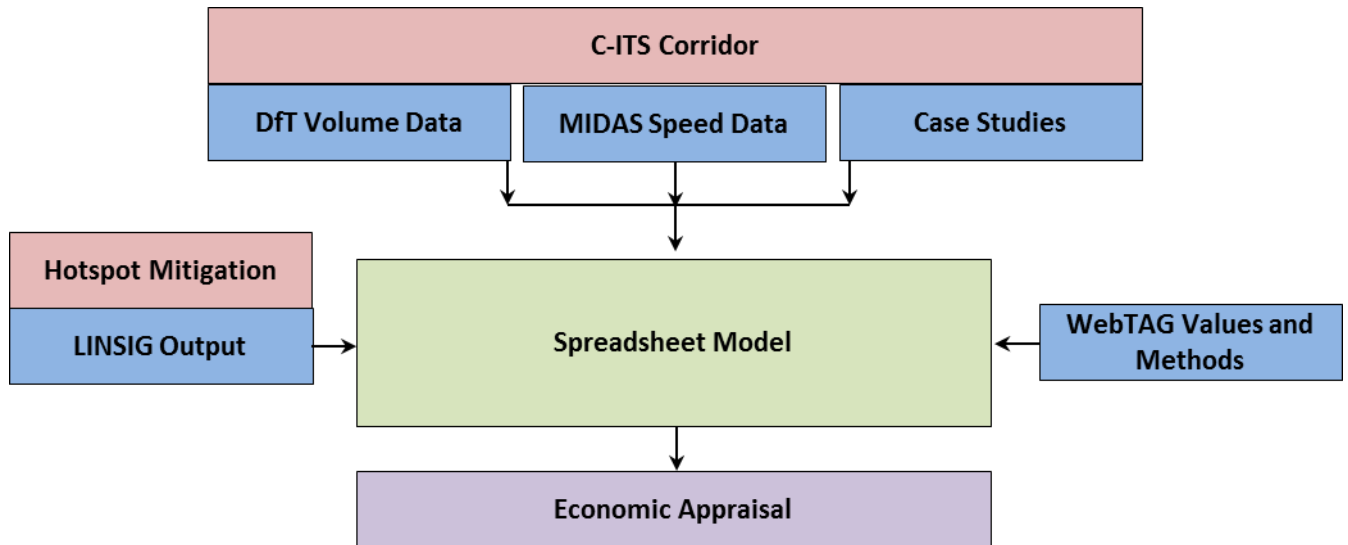 C-ITS Corridor
DfT Volume Data
MIDAS Speed Data
Case Studies
Hotspot Mitigation
LINSIG Output
Spreadsheet Model
WebTAG Values and
Methods
Economic Appraisal